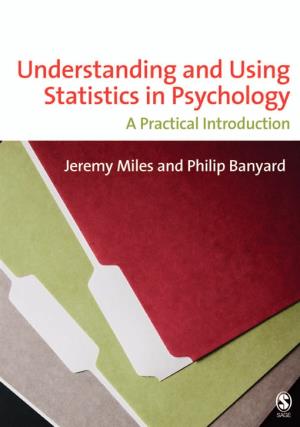 Understanding and Using
Statistics in Psychology
A Practical Introduction
Jeremy Miles and Philip Banyard
SAGE